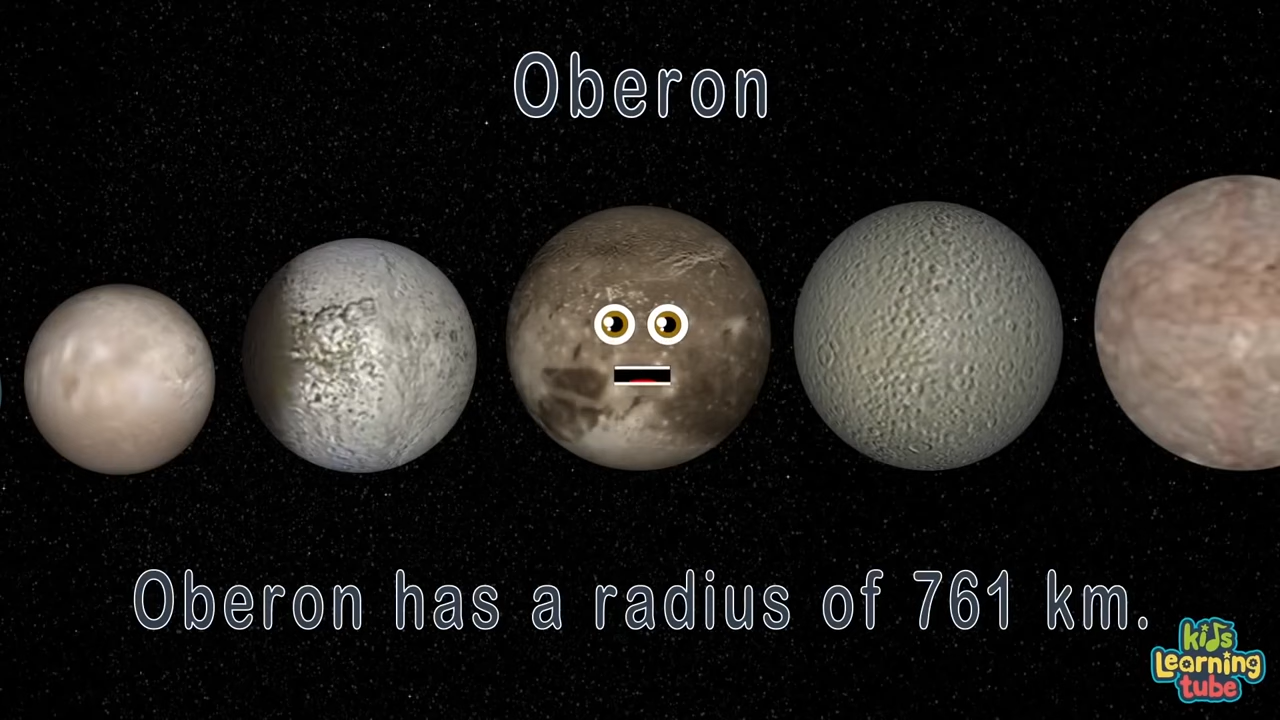 Oberon
Oberon has a radius of 761 km.
kids
Learning
tube